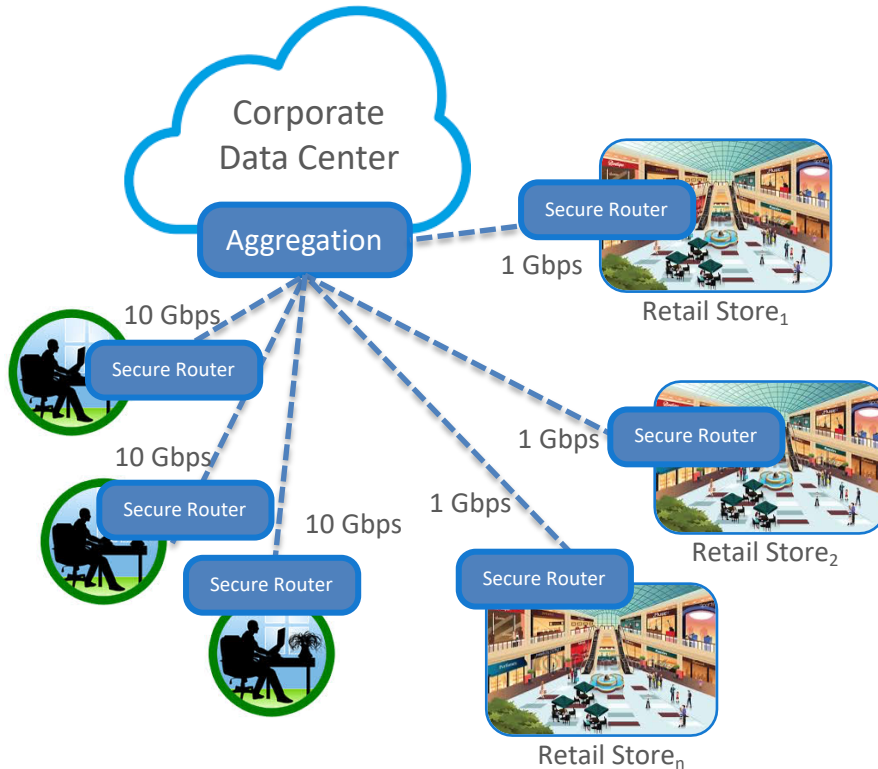 Corporate
Data Center
Aggregation
Secure Router
1 Gbps
Retail Store₁
10 Gbps
Secure Router
1 Gbps
Secure Router
Retail Store₂
10 Gbps
Secure Router
10 Gbps
1 Gbps
Secure Router
Secure Router
Retail Storeₙ